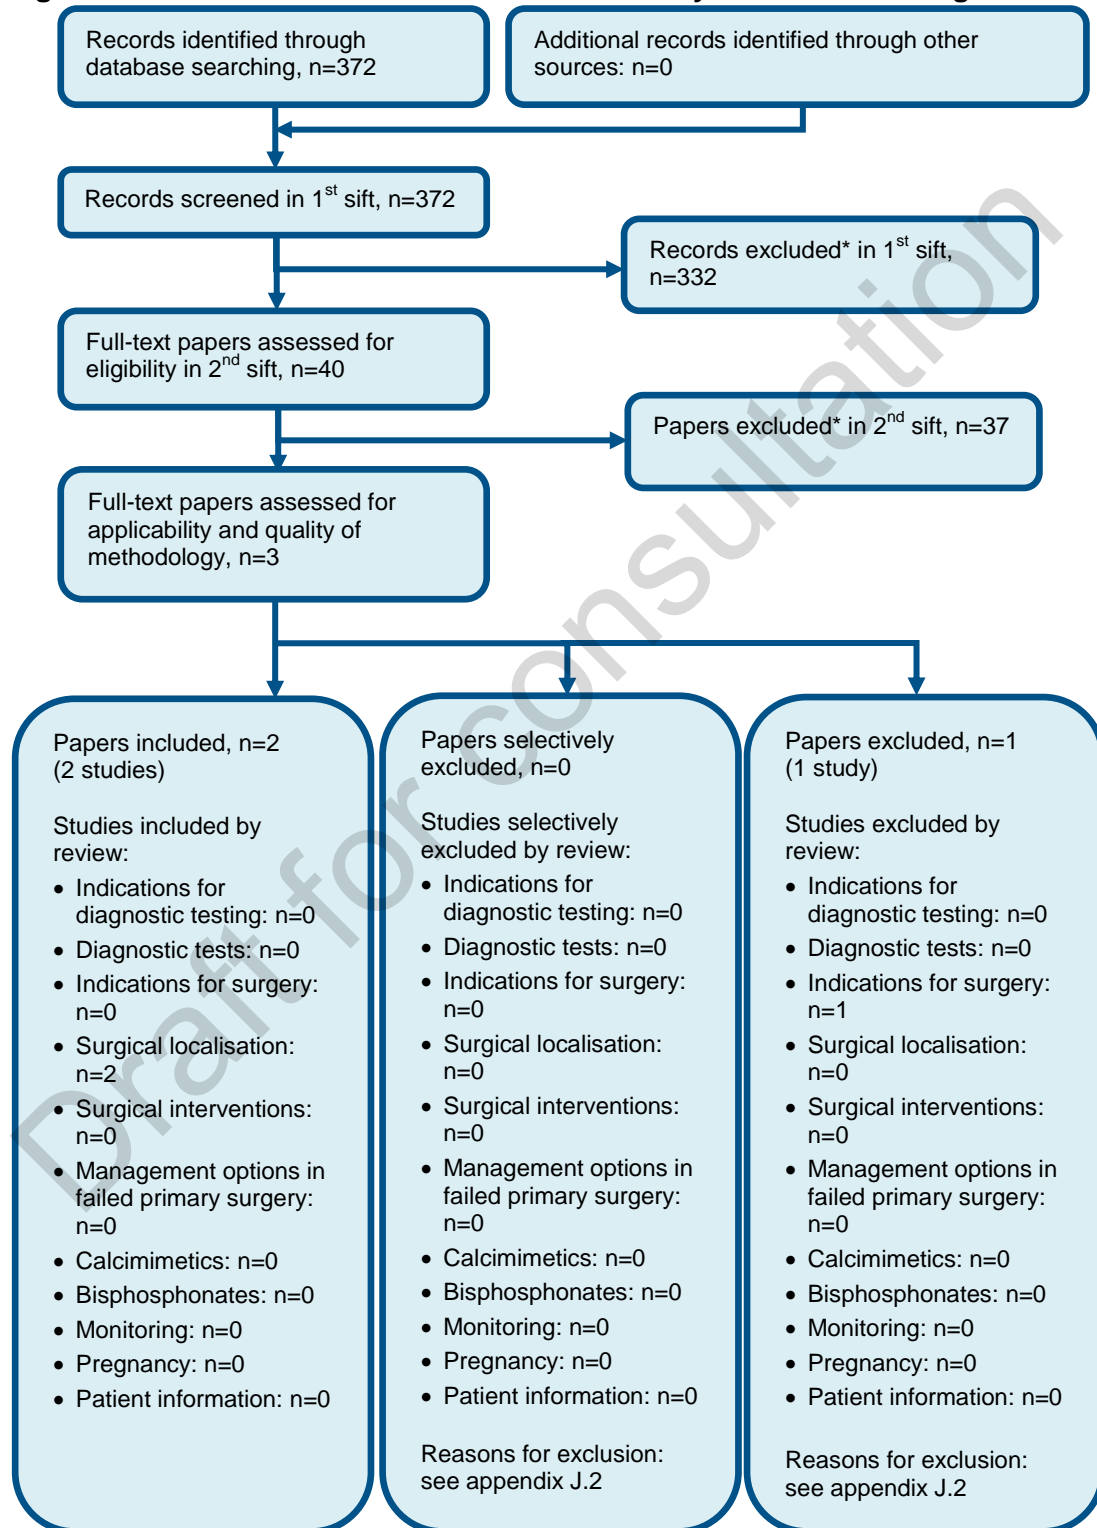 Records identified through
database searching, n=372
Additional records identified through other
sources: n=0
Records screened in 1st sift, n=372
Records excluded* in 1st sift,
n=332
Full-text papers assessed for
eligibility in 2nd sift, n=40
Papers excluded* in 2nd sift, n=37
Full-text papers assessed for
applicability and quality of
methodology, n=3
Papers included, n=2
(2 studies)
Studies included by
review:
• Indications for
diagnostic testing: n=0
• Diagnostic tests: n=0
• Indications for surgery:
n=0
• Surgical localisation:
n=2
• Surgical interventions:
n=0
• Management options in
failed primary surgery:
n=0
• Calcimimetics: n=0
• Bisphosphonates: n=0
• Monitoring: n=0
• Pregnancy: n=0
• Patient information: n=0
Papers selectively
excluded, n=0
Studies selectively
excluded by review:
• Indications for
diagnostic testing: n=0
• Diagnostic tests: n=0
• Indications for surgery:
n=0
• Surgical localisation:
n=0
• Surgical interventions:
n=0
• Management options in
failed primary surgery:
n=0
• Calcimimetics: n=0
• Bisphosphonates: n=0
• Monitoring: n=0
• Pregnancy: n=0
• Patient information: n=0
Reasons for exclusion:
see appendix J.2
Papers excluded, n=1
(1 study)
Studies excluded by
review:
• Indications for
diagnostic testing: n=0
• Diagnostic tests: n=0
• Indications for surgery:
n=1
• Surgical localisation:
n=0
• Surgical interventions:
n=0
• Management options in
failed primary surgery:
n=0
• Calcimimetics: n=0
• Bisphosphonates: n=0
• Monitoring: n=0
• Pregnancy: n=0
• Patient information: n=0
Reasons for exclusion:
see appendix J.2
Draft for consultation